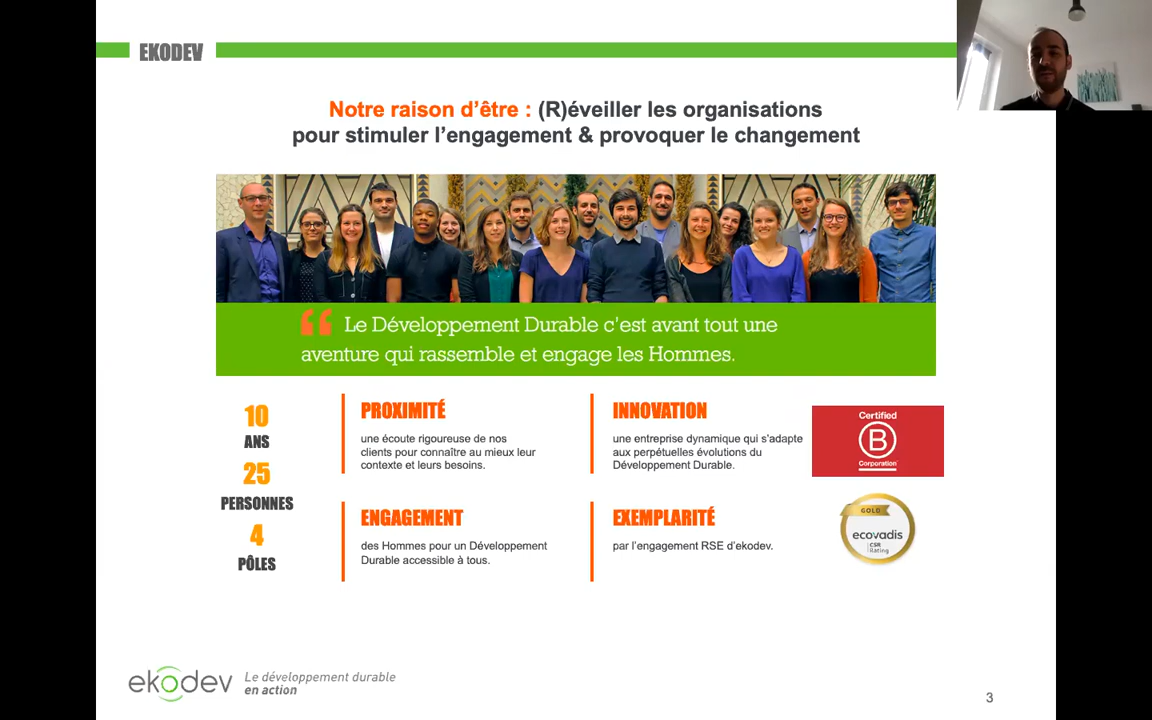 EKODEV
Notre raison d’être : (R)éveiller les organisations
pour stimuler l’engagement & provoquer le changement
“ Le Développement Durable c’est avant tout une
aventure qui rassemble et engage les Hommes.
10
ANS
25
PERSONNES
4
PÔLES
PROXIMITÉ
une écoute rigoureuse de nos
clients pour connaître au mieux leur
contexte et leurs besoins.
INNOVATION
une entreprise dynamique qui s'adapte
aux perpétuelles évolutions du
Développement Durable.
ENGAGEMENT
des Hommes pour un Développement
Durable accessible à tous.
EXEMPLARITÉ
par l’engagement RSE d’ekodev.
Certified
B
Corporation
GOLD
ecovadis
CSR
Rating
ekodev
Le développement durable
en action
3